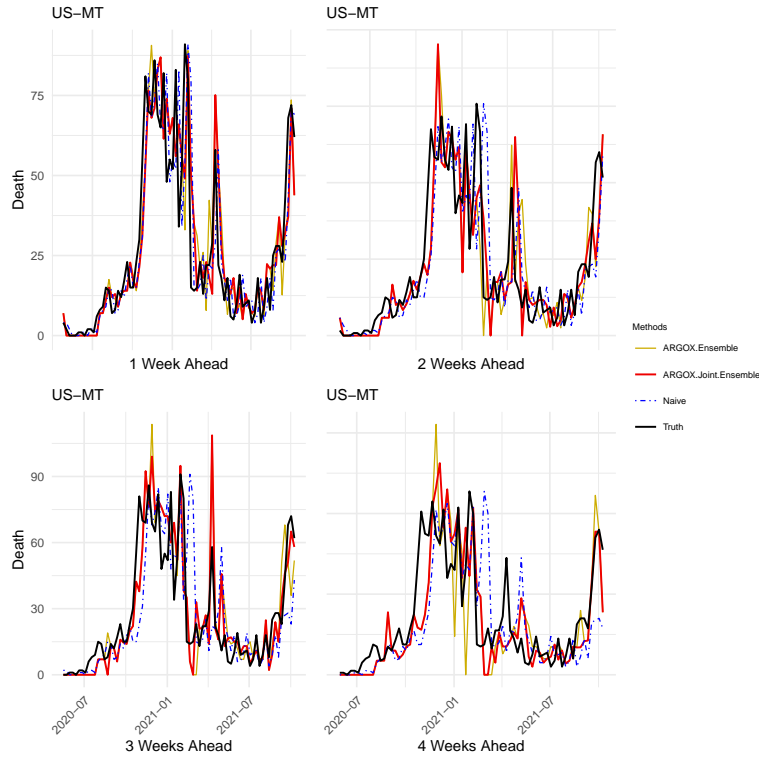 US−MT
US−MT
Death
75
50
25
0
1 Week Ahead
2 Weeks Ahead
Methods
ARGOX.Ensemble
ARGOX.Joint.Ensemble
Naive
Truth
US−MT
US−MT
Death
90
60
30
0
2020−07
2021−01
2021−07
2020−07
2021−01
2021−07
3 Weeks Ahead
4 Weeks Ahead